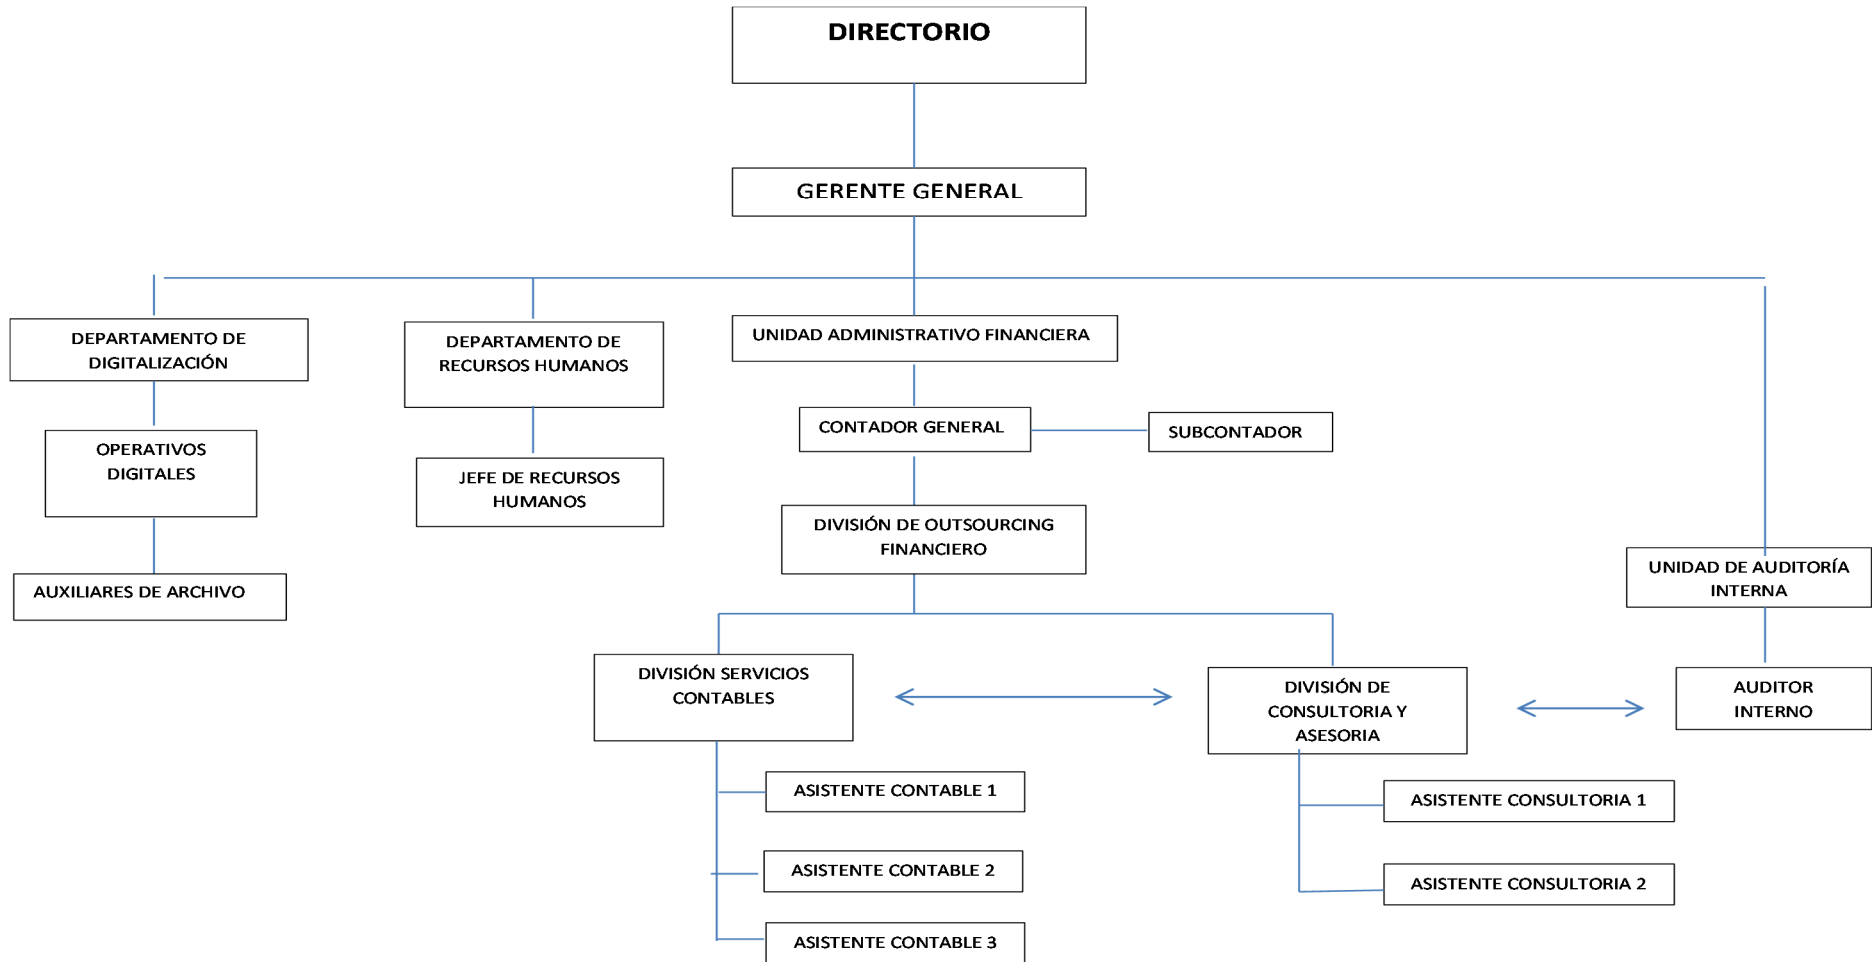 DIRECTORIO
GERENTE GENERAL
DEPARTAMENTO DE
DIGITALIZACIÓN
DEPARTAMENTO DE
RECURSOS HUMANOS
UNIDAD ADMINISTRATIVO FINANCIERA
OPERATIVOS
DIGITALES
JEFE DE RECURSOS
HUMANOS
CONTADOR GENERAL
SUBCONTADOR
DIVISIÓN DE OUTSOURCING
FINANCIERO
AUXILIARES DE ARCHIVO
UNIDAD DE AUDITORÍA
INTERNA
DIVISIÓN SERVICIOS
CONTABLES
DIVISIÓN DE
CONSULTORIA Y
ASESORIA
AUDITOR
INTERNO
ASISTENTE CONTABLE 1
ASISTENTE CONTABLE 2
ASISTENTE CONTABLE 3
ASISTENTE CONSULTORIA 1
ASISTENTE CONSULTORIA 2